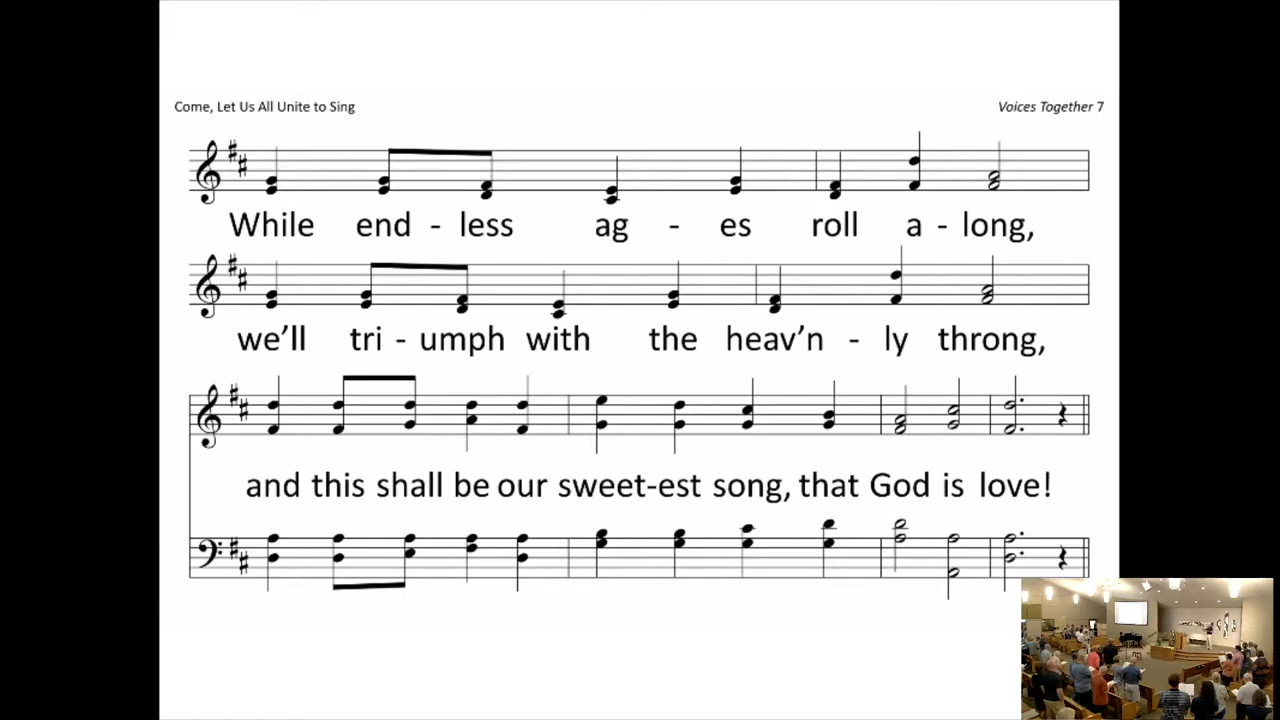 Come, Let Us All Unite to Sing
Voices Together 7
While end - less ag - es roll a - long,
we'll tri - umph with the heav'n - ly throng,
and this shall be our sweet-est song, that God is love!